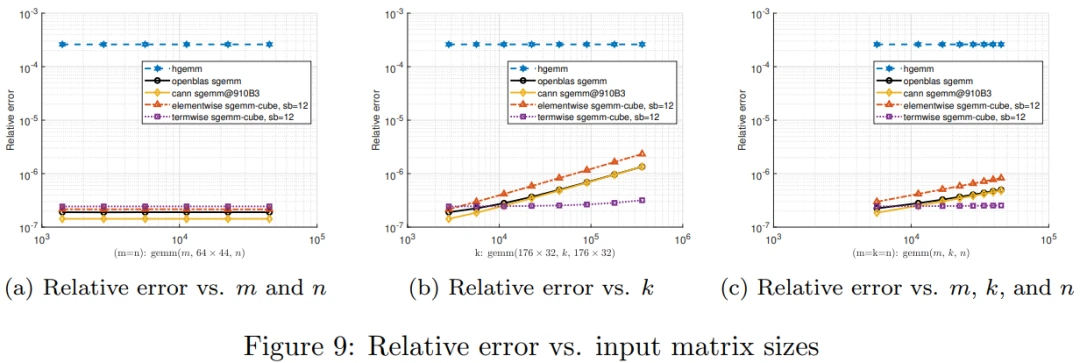 10^-3
10^-4
10^-5
10^-6
10^-7
Relative error
hgemm
openblas sgemm
cann sgemm@910B3
elementwise sgemm-cube, sb=12
termwise sgemm-cube, sb=12
10^3
10^4
10^5
(m=n): gemm(m, 64 × 44, n)
(a) Relative error vs. m and n
10^-3
10^-4
10^-5
10^-6
10^-7
Relative error
hgemm
openblas sgemm
cann sgemm@910B3
elementwise sgemm-cube, sb=12
termwise sgemm-cube, sb=12
10^3
10^4
10^5
10^6
k: gemm(176 × 32, k, 176 × 32)
(b) Relative error vs. k
10^-3
10^-4
10^-5
10^-6
10^-7
Relative error
hgemm
openblas sgemm
cann sgemm@910B3
elementwise sgemm-cube, sb=12
termwise sgemm-cube, sb=12
10^3
10^4
10^5
(m=k=n): gemm(m, k, n)
(c) Relative error vs. m, k, and n
Figure 9: Relative error vs. input matrix sizes